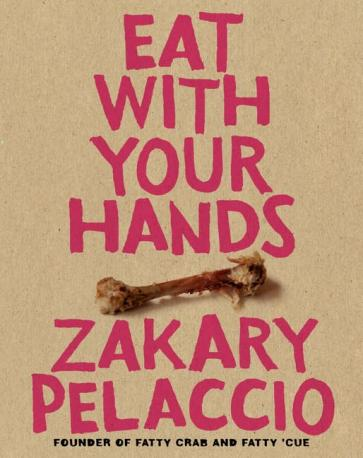 EAT
WITH
YOUR
HANDS
ZAKARY
PELACCIO
FOUNDER OF FATTY CRAB AND FATTY 'CUE